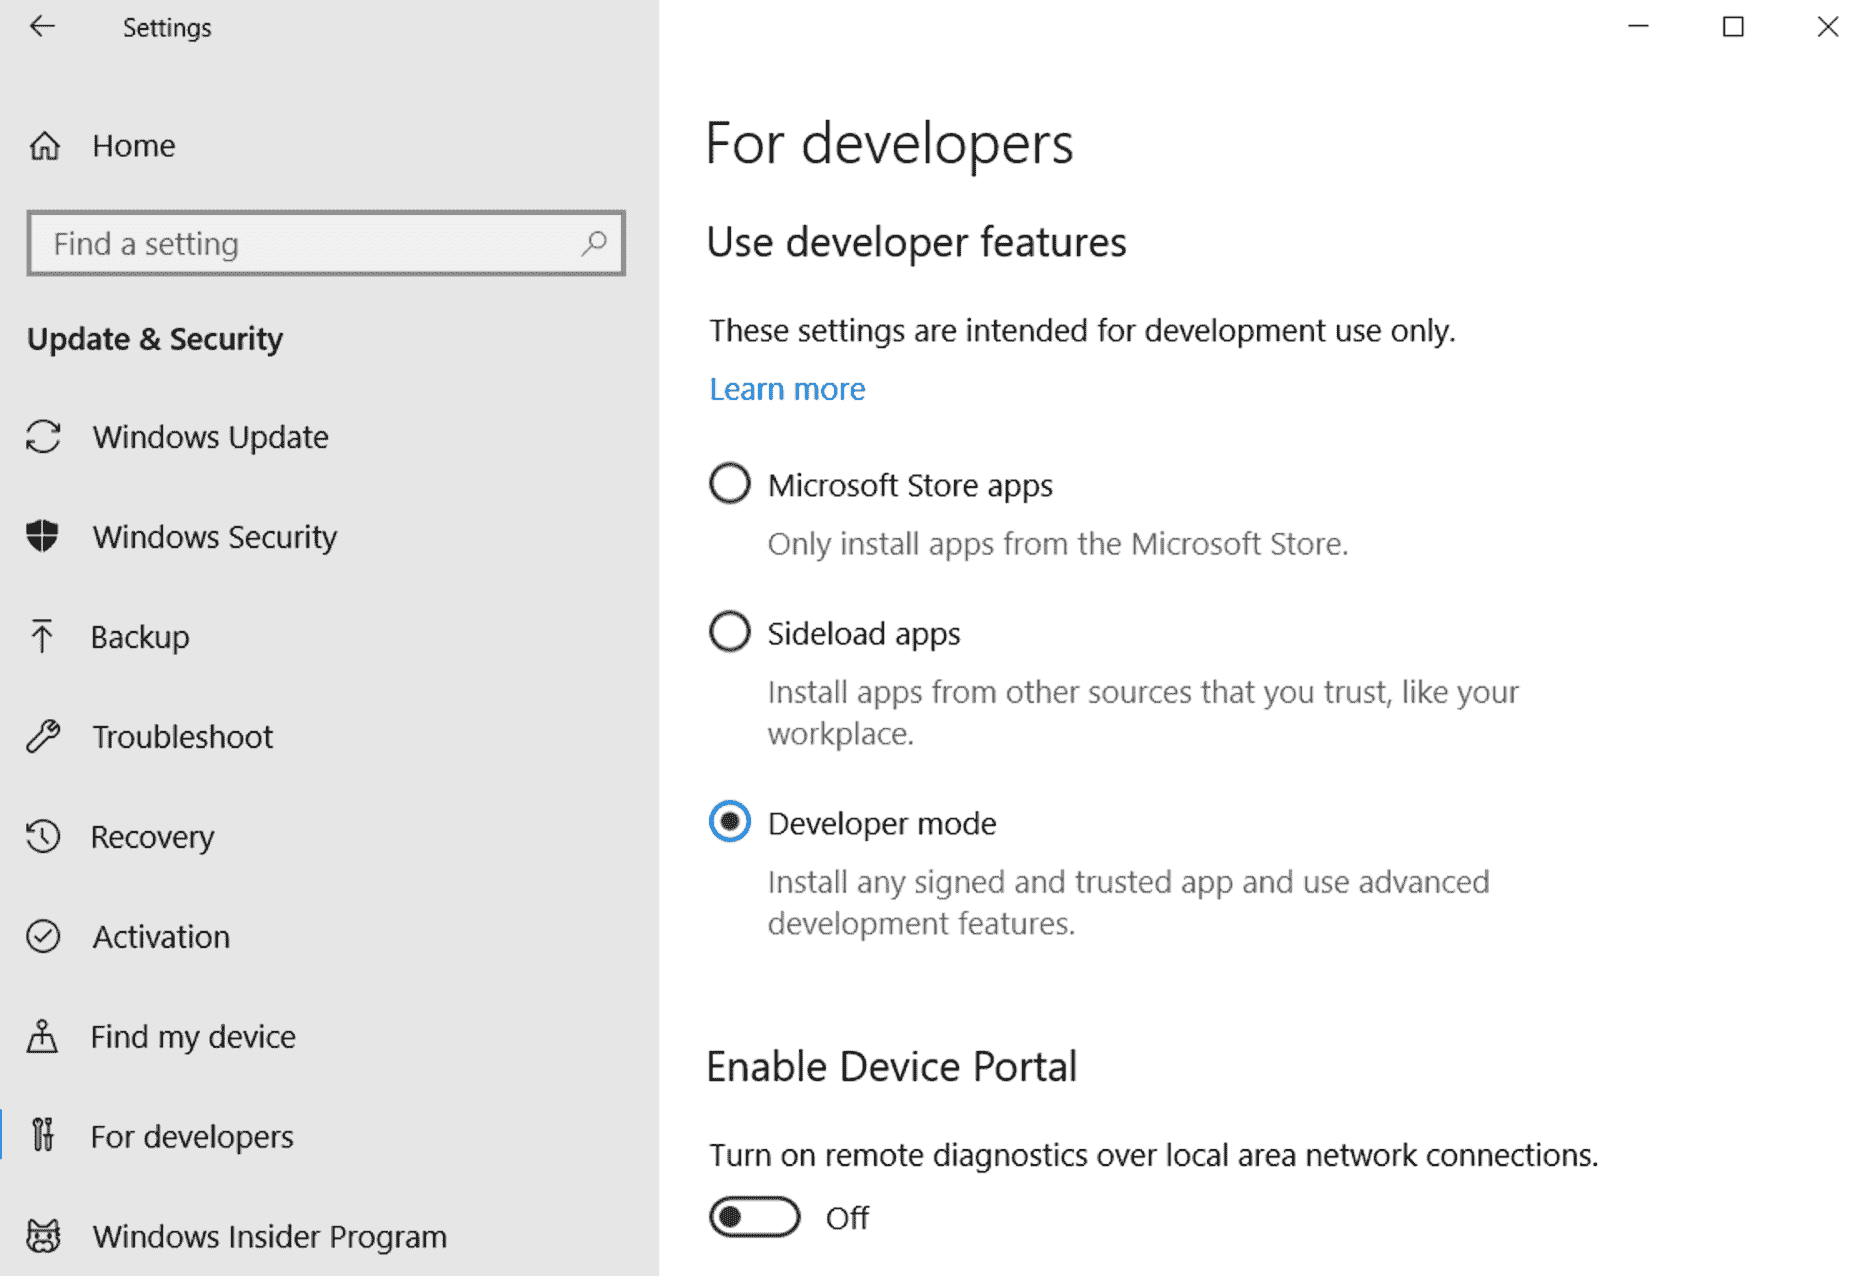 Settings
Home
Find a setting
Update & Security
Windows Update
Windows Security
Backup
Troubleshoot
Recovery
Activation
Find my device
For developers
Windows Insider Program
For developers
Use developer features
These settings are intended for development use only.
Learn more
Microsoft Store apps
Only install apps from the Microsoft Store.
Sideload apps
Install apps from other sources that you trust, like your
workplace.
Developer mode
Install any signed and trusted app and use advanced
development features.
Enable Device Portal
Turn on remote diagnostics over local area network connections.
Off